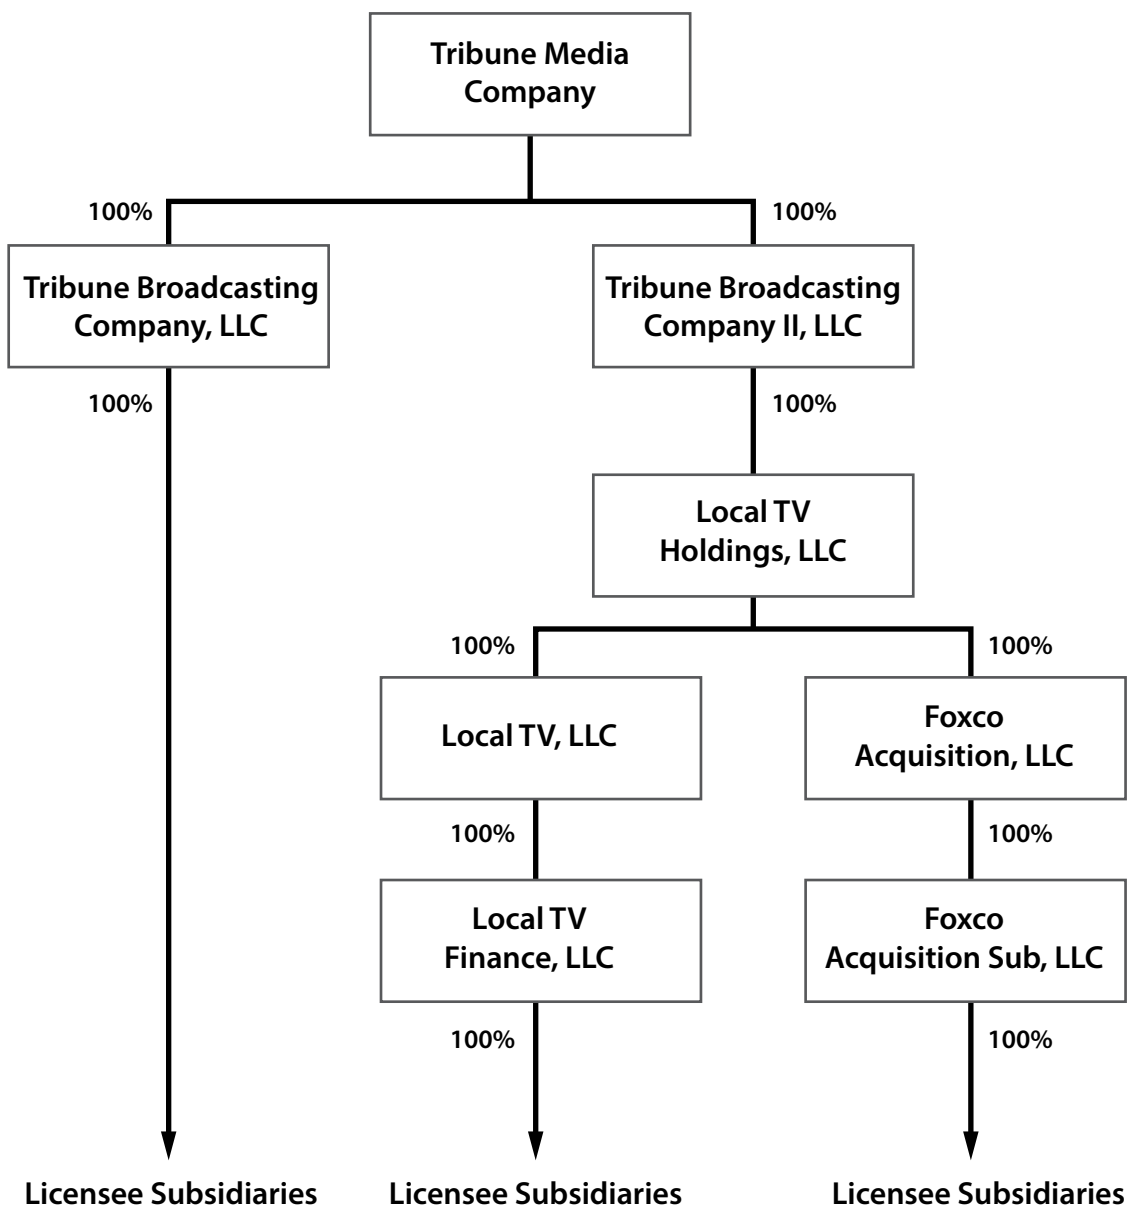 Tribune Media
Company
100%
100%
Tribune Broadcasting
Company, LLC
Tribune Broadcasting
Company II, LLC
100%
100%
Local TV
Holdings, LLC
100%
100%
Local TV, LLC
Foxco
Acquisition, LLC
100%
100%
Local TV
Finance, LLC
Foxco
Acquisition Sub, LLC
100%
100%
Licensee Subsidiaries
Licensee Subsidiaries
Licensee Subsidiaries